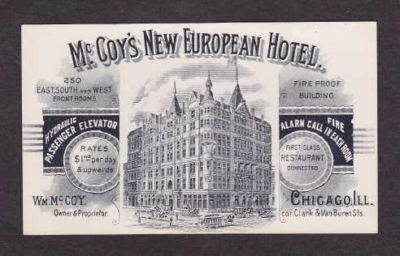 McCoy's New European Hotel.
250
EAST, SOUTH AND WEST
FRONT ROOMS
FIRE PROOF
BUILDING
HYDRAULIC
PASSENGER ELEVATOR
FIRE
ALARM CALL IN EACH ROOM
RATES
$1.00 per day
& upwards
FIRST CLASS
RESTAURANT
CONNECTED
WM. McCOY,
Owner & Proprietor
CHICAGO, ILL.
cor. Clark & Van Buren Sts.